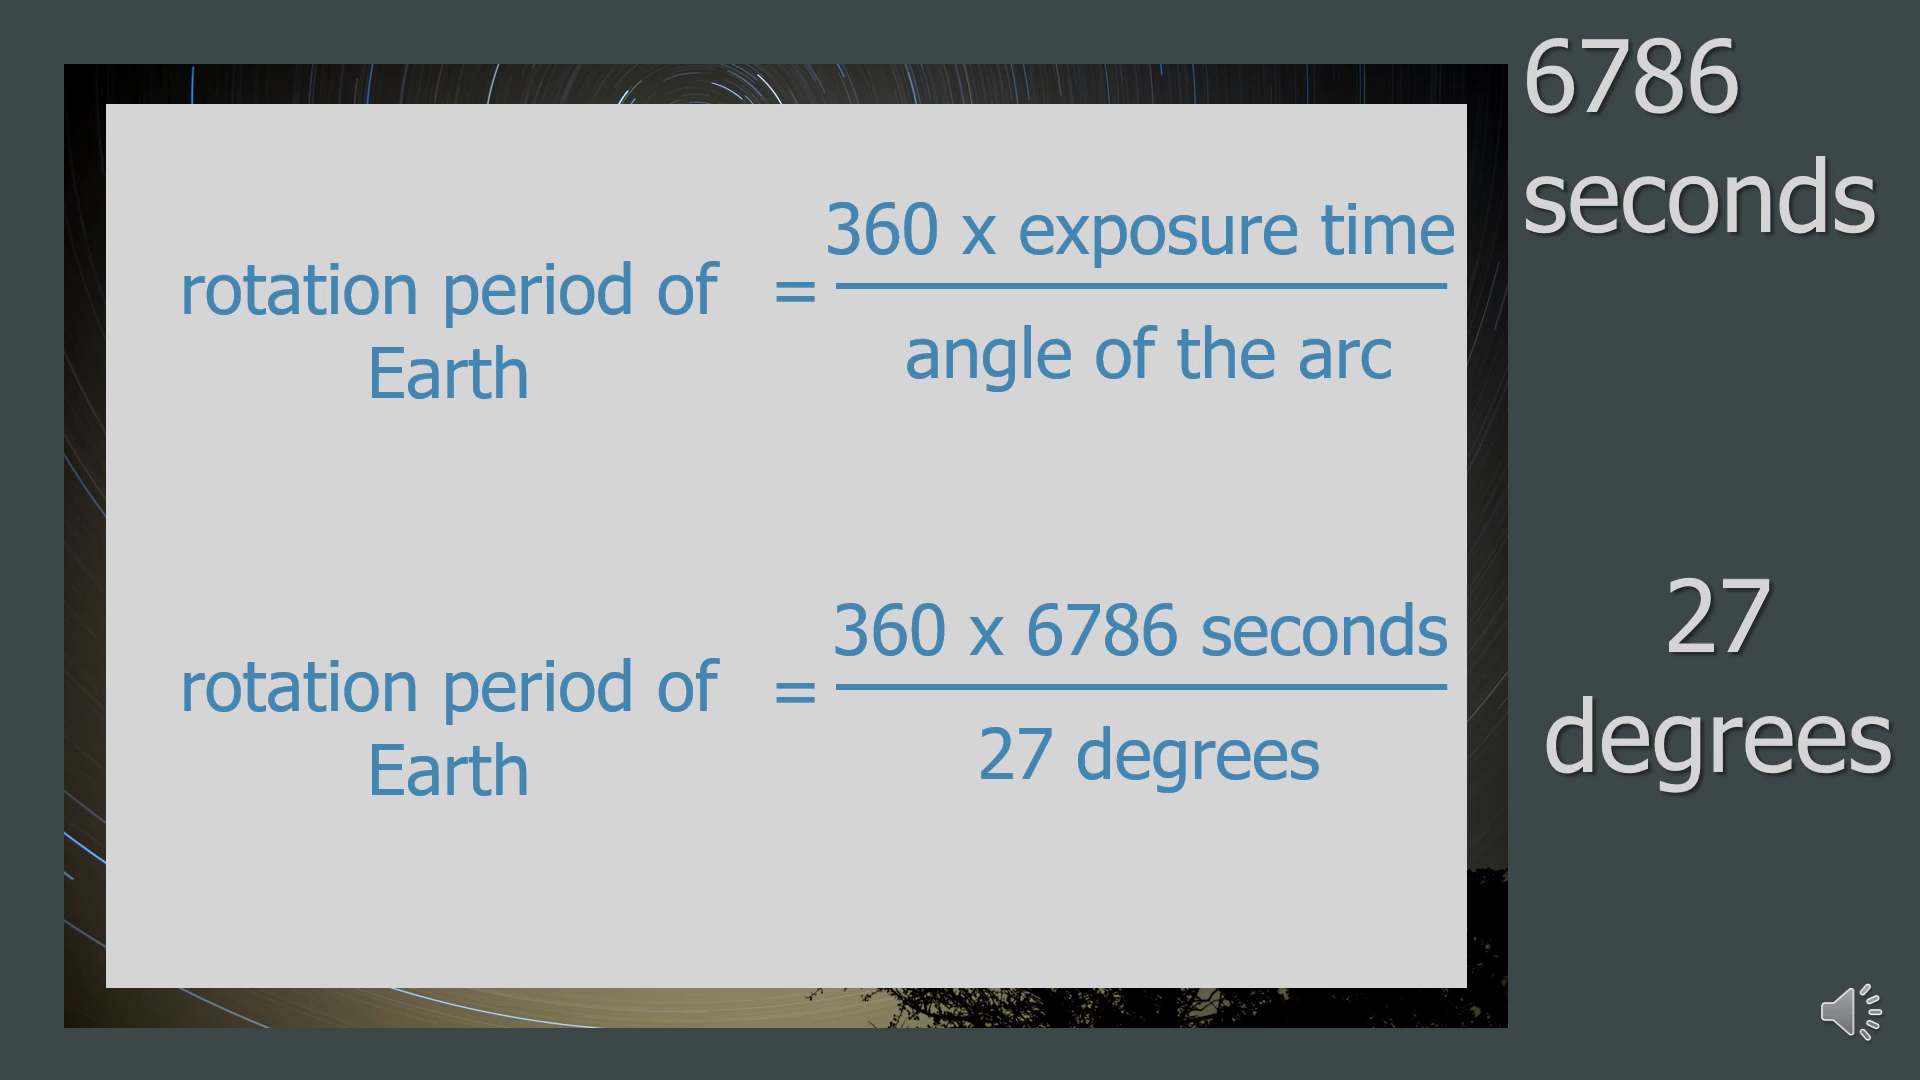 6786
seconds
360 x exposure time
rotation period of =
Earth
angle of the arc
360 x 6786 seconds
rotation period of =
Earth
27 degrees
27
degrees